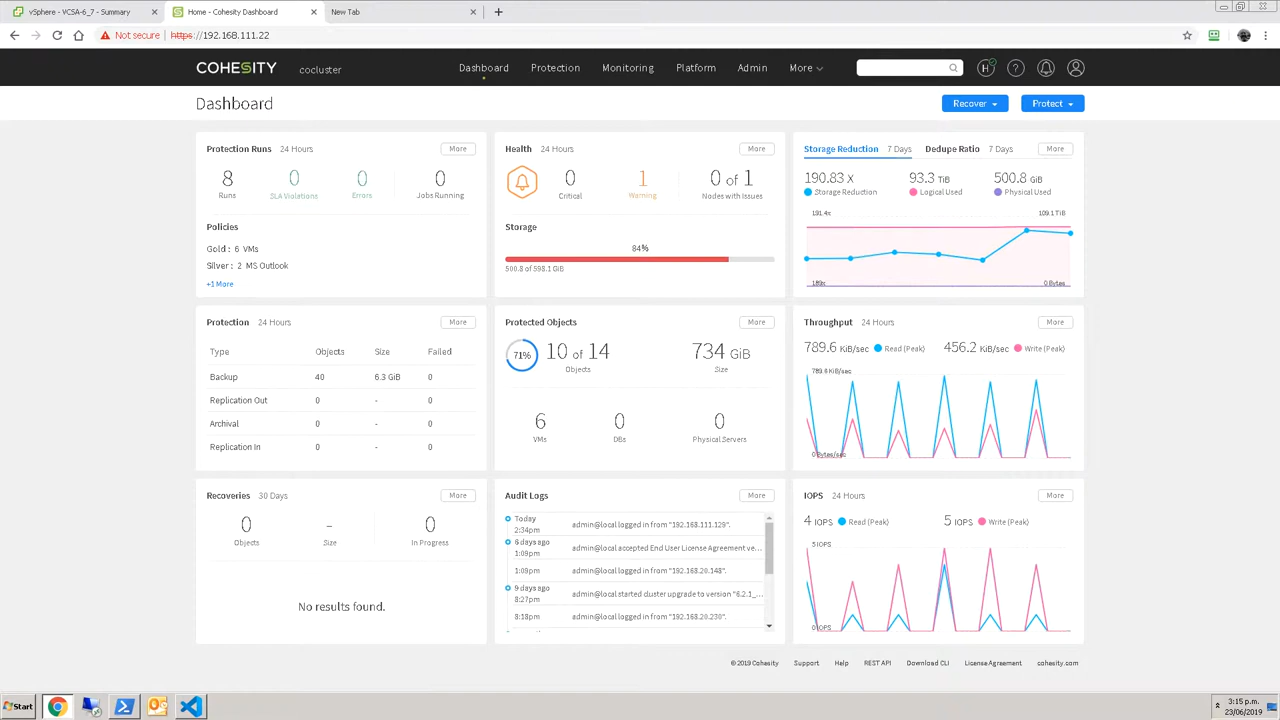 vSphere - VCSA-6_7 - Summary
Home - Cohesity Dashboard
New Tab
Not secure | https://192.168.111.22
COHESITY cocluster
Dashboard Protection Monitoring Platform Admin More
H ?
Dashboard
Recover Protect
Protection Runs 24 Hours More
8 0 0 0
Runs SLA Violations Errors Jobs Running
Policies
Gold : 6 VMs
Silver : 2 MS Outlook
+1 More
Health 24 Hours More
0 1 0 of 1
Critical Warning Nodes with Issues
Storage
84%
500.8 of 598.1 GiB
Storage Reduction 7 Days Dedupe Ratio 7 Days More
190.83 X 93.3 TiB 500.8 GiB
Storage Reduction Logical Used Physical Used
191.4x 109.1 TiB
189x 0 Bytes
Protection 24 Hours More
Type Objects Size Failed
Backup 40 6.3 GiB 0
Replication Out 0 - 0
Archival 0 - 0
Replication In 0 - 0
Protected Objects More
71% 10 of 14 734 GiB
Objects Size
6 0 0
VMs DBs Physical Servers
Throughput 24 Hours More
789.6 KiB/sec Read (Peak) 456.2 KiB/sec Write (Peak)
789.6 KiB/sec
0 Bytes/sec
Recoveries 30 Days More
0 - 0
Objects Size In Progress
No results found.
Audit Logs More
Today
2:34pm admin@local logged in from "192.168.111.129".
6 days ago
1:09pm admin@local accepted End User License Agreement ve...
1:09pm admin@local logged in from "192.168.20.148".
9 days ago
8:27pm admin@local started cluster upgrade to version "6.2.1_...
8:18pm admin@local logged in from "192.168.20.230".
IOPS 24 Hours More
4 IOPS Read (Peak) 5 IOPS Write (Peak)
5 IOPS
0 IOPS
© 2019 Cohesity Support Help REST API Download CLI License Agreement cohesity.com
Start
3:15 p.m.
23/06/2019